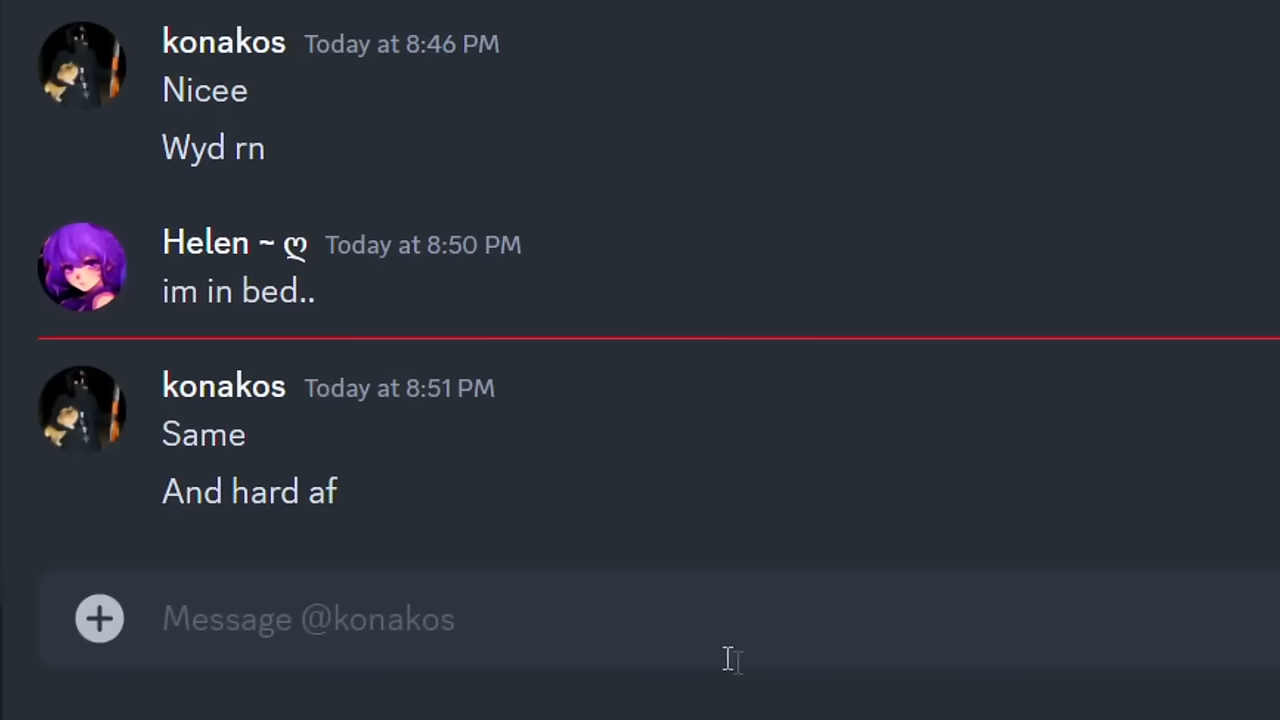 konakos Today at 8:46 PM
Nicee
Wyd rn
Helen ~ ღ Today at 8:50 PM
im in bed..
konakos Today at 8:51 PM
Same
And hard af
Message @konakos